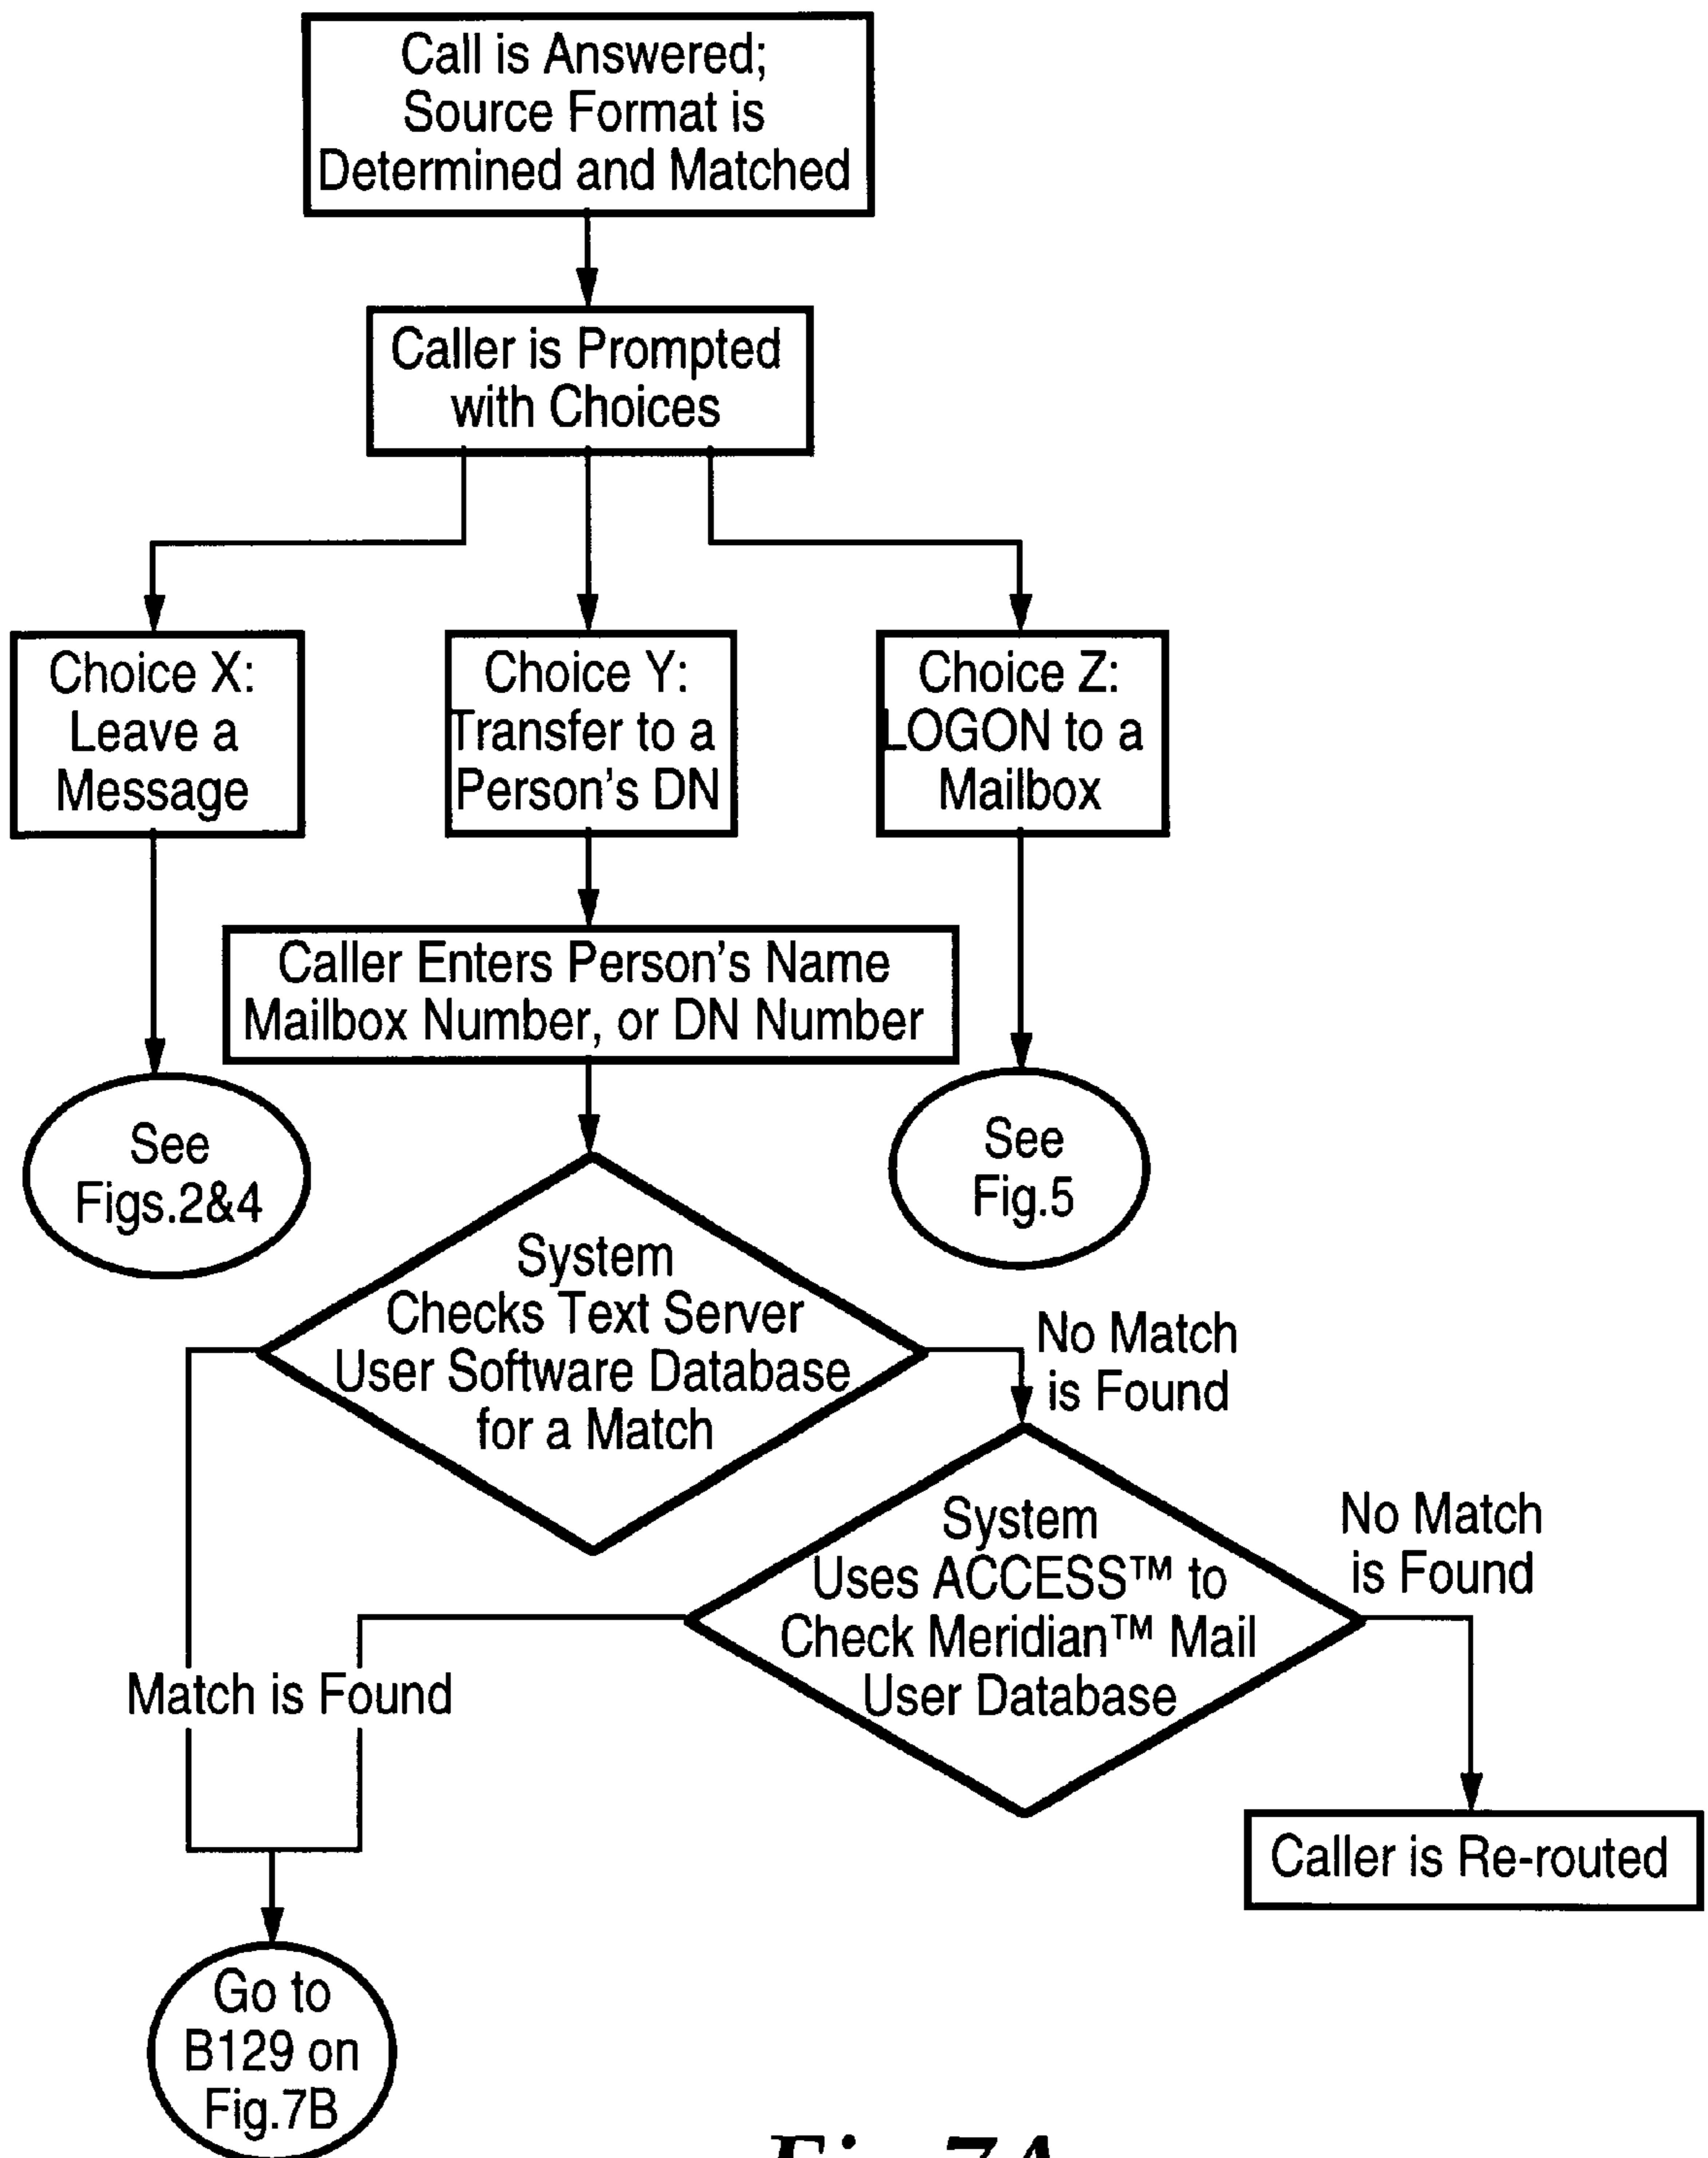 Call is Answered;
Source Format is
Determined and Matched
Caller is Prompted
with Choices
Choice X:
Leave a
Message
Choice Y:
Transfer to a
Person's DN
Choice Z:
LOGON to a
Mailbox
Caller Enters Person's Name
Mailbox Number, or DN Number
See
Figs.2&4
See
Fig.5
System
Checks Text Server
User Software Database
for a Match
No Match
is Found
System
Uses ACCESS™ to
Check Meridian™ Mail
User Database
No Match
is Found
Match is Found
Caller is Re-routed
Go to
B129 on
Fig.7B